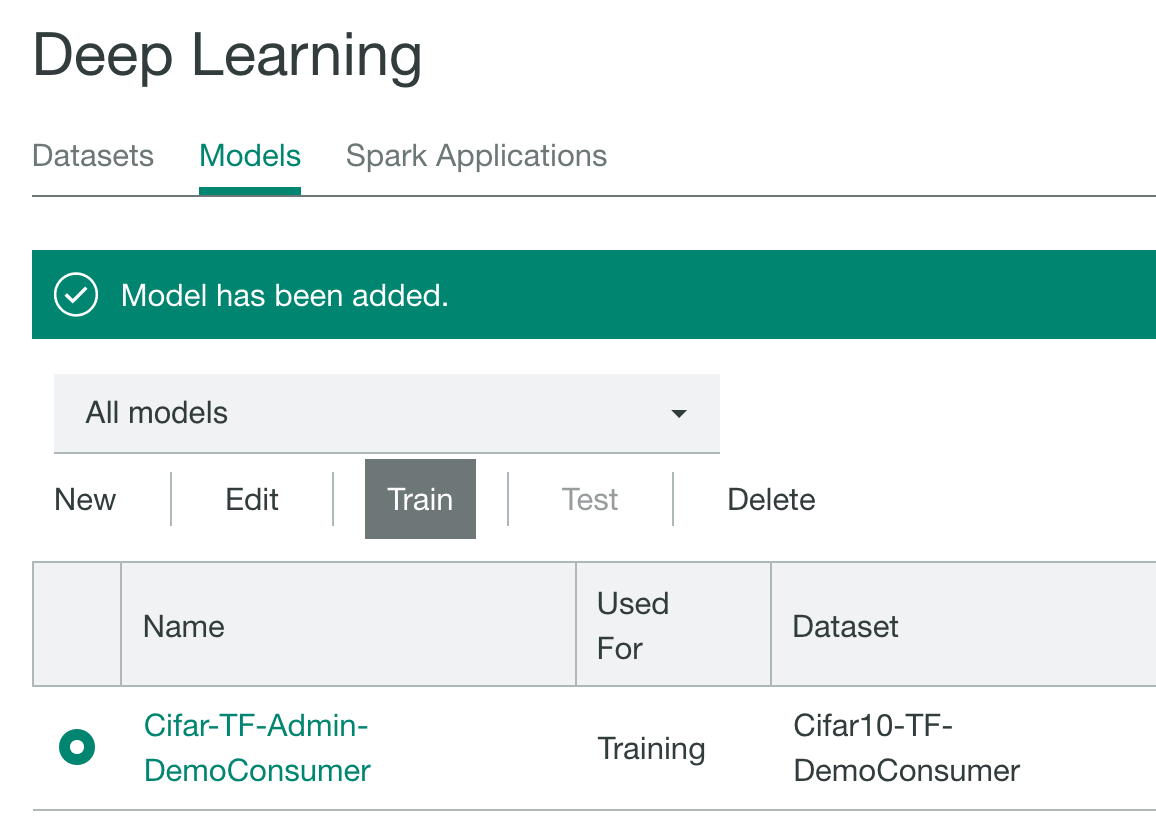 Deep Learning
Datasets Models Spark Applications
Model has been added.
All models
New Edit Train Test Delete
Name Used For Dataset
Cifar-TF-Admin-DemoConsumer Training Cifar10-TF-DemoConsumer